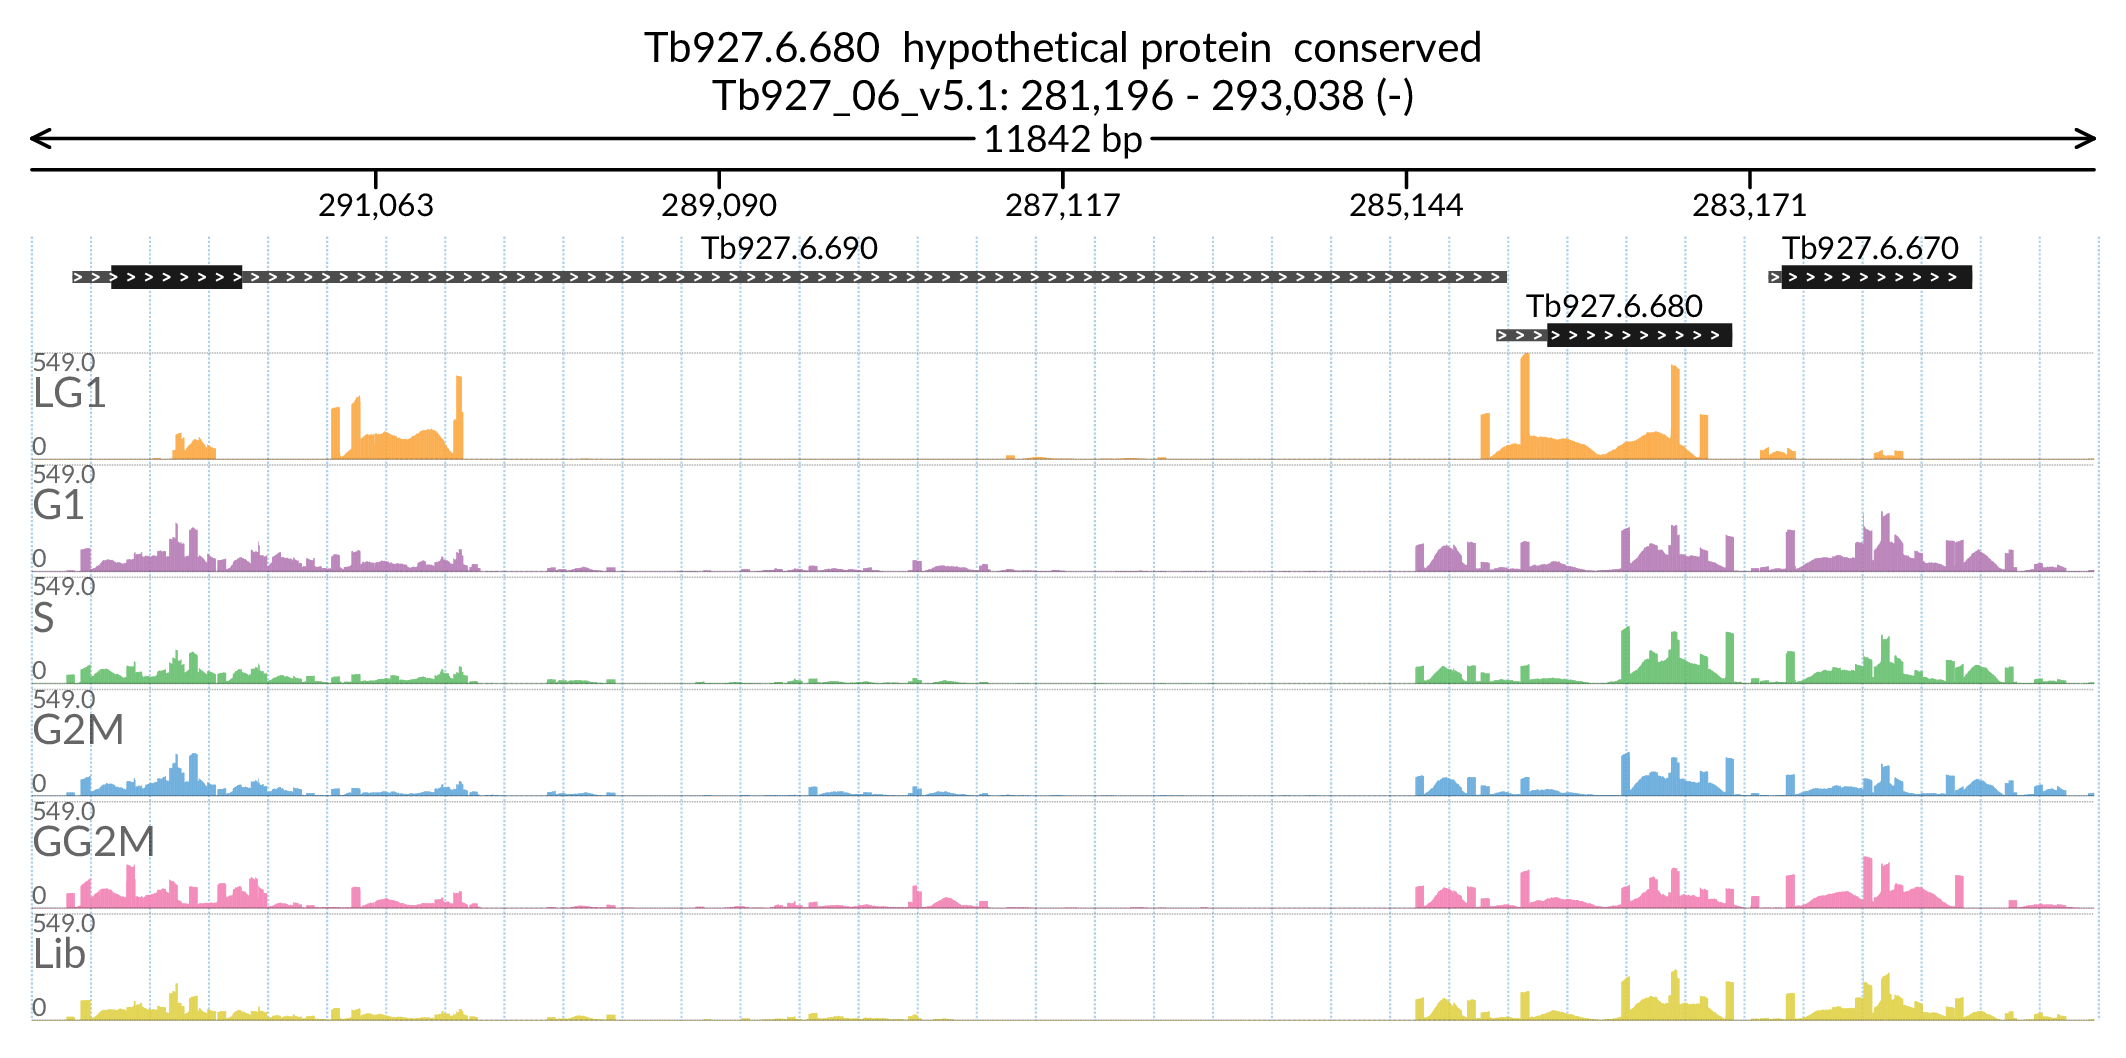 Tb927.6.680 hypothetical protein conserved
Tb927_06_v5.1: 281,196 - 293,038 (-)
11842 bp
291,063 289,090 287,117 285,144 283,171
Tb927.6.690 Tb927.6.670
Tb927.6.680
549.0
LG1
0
549.0
G1
0
549.0
S
0
549.0
G2M
0
549.0
GG2M
0
549.0
Lib
0